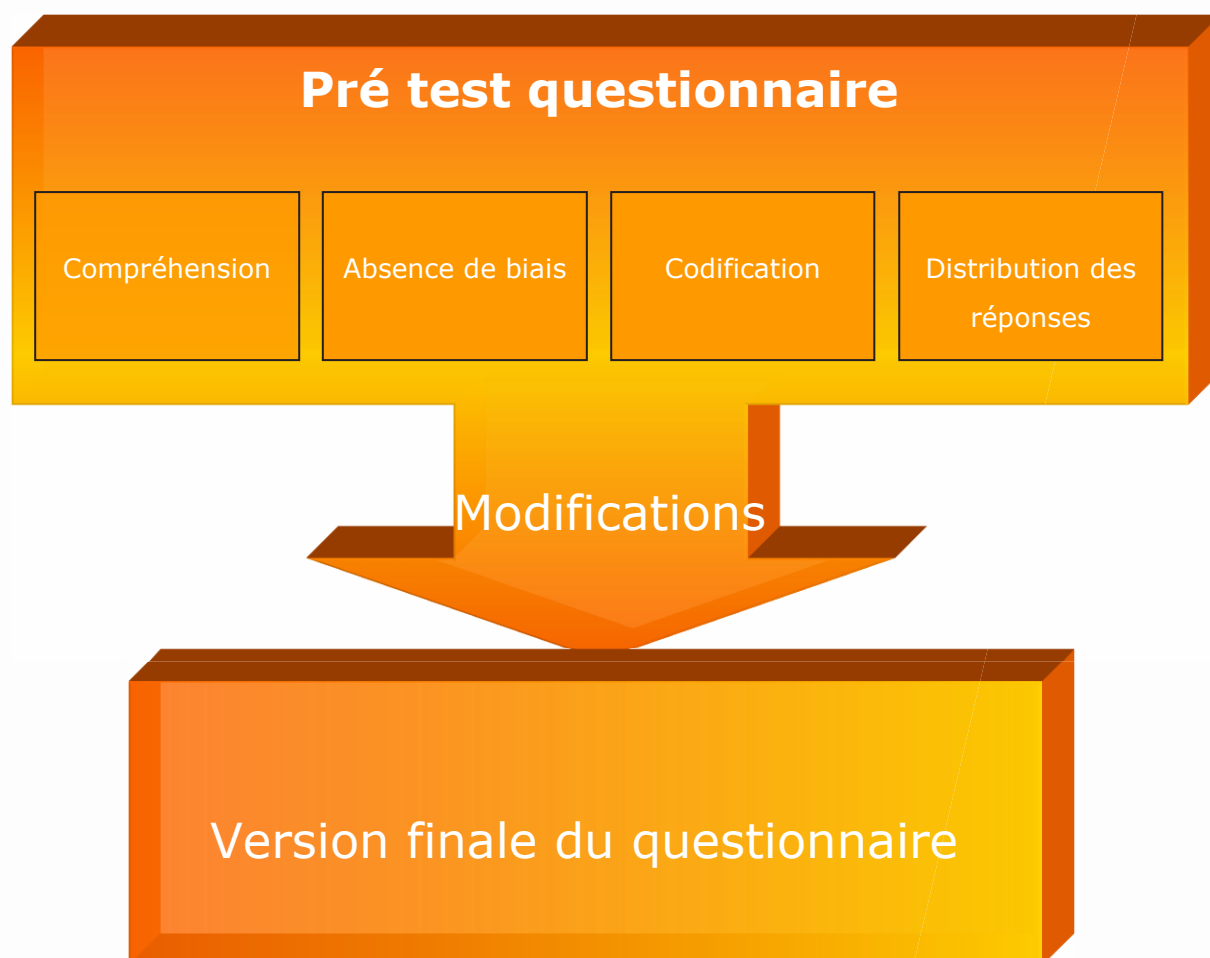 Pré test questionnaire
Compréhension
Absence de biais
Codification
Distribution des
réponses
Modifications
Version finale du questionnaire